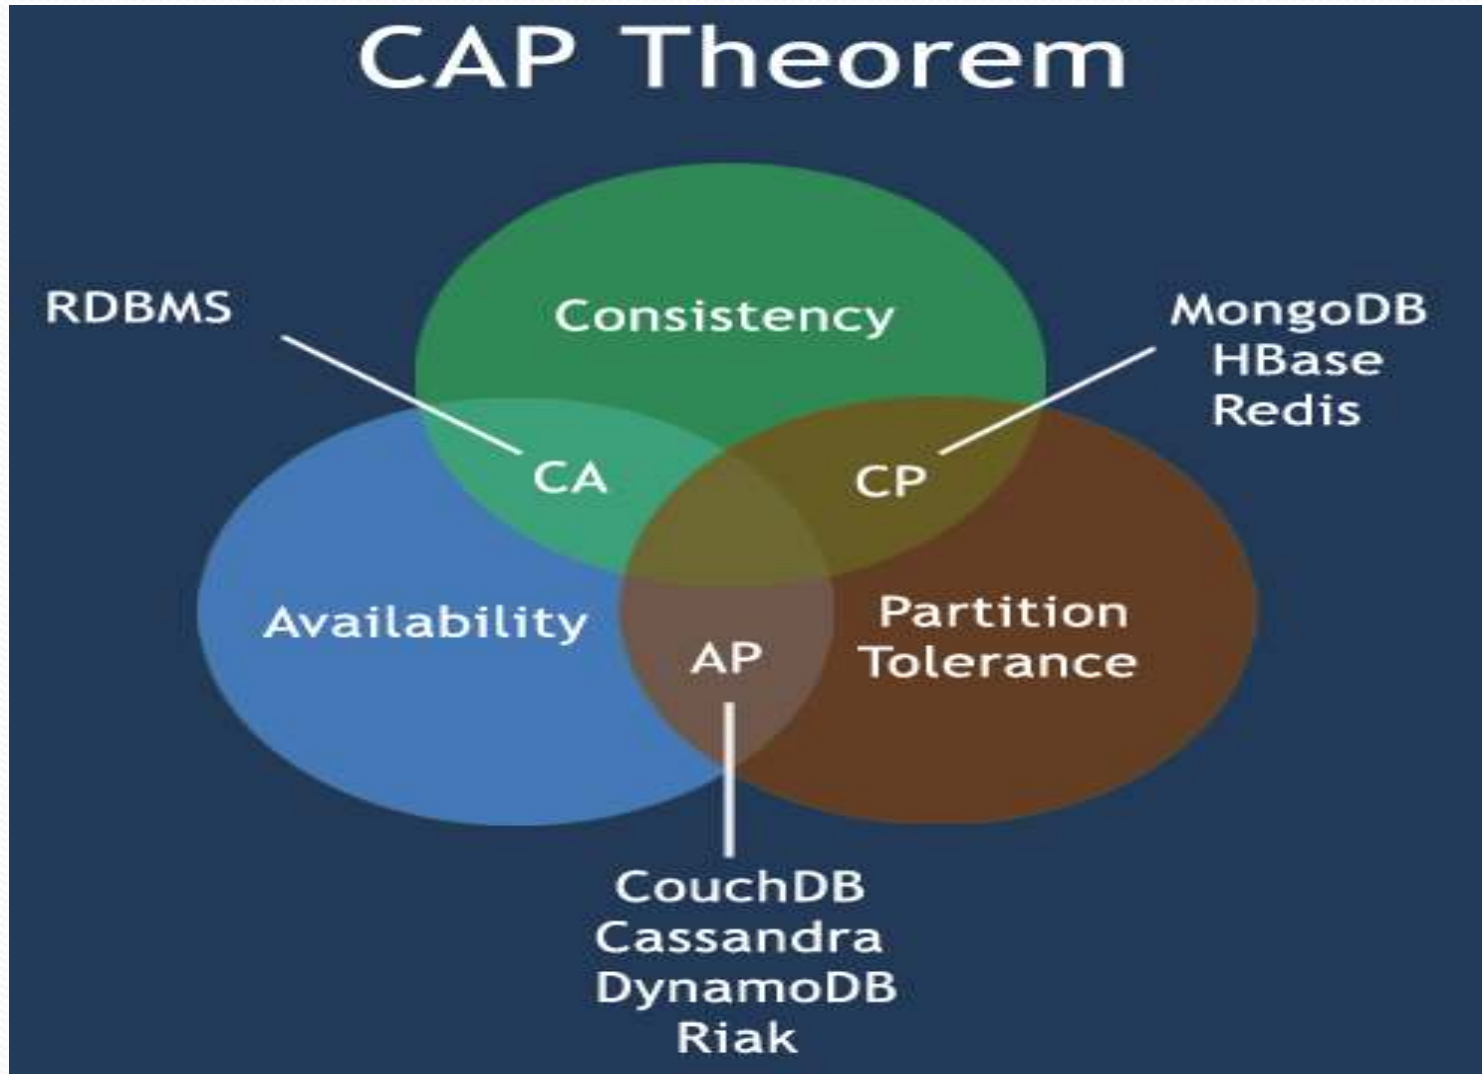 CAP Theorem
Consistency
RDBMS
MongoDB
HBase
Redis
CA
CP
Availability
Partition
Tolerance
AP
CouchDB
Cassandra
DynamoDB
Riak